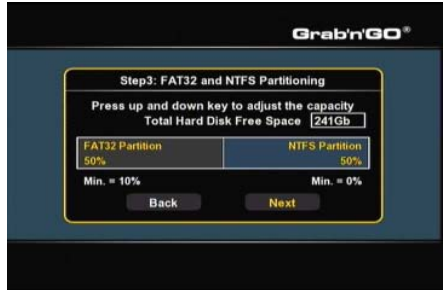 Grab'n'GO®
Step3: FAT32 and NTFS Partitioning
Press up and down key to adjust the capacity
Total Hard Disk Free Space 241Gb
FAT32 Partition NTFS Partition
50% 50%
Min. = 10% Min. = 0%
Back Next